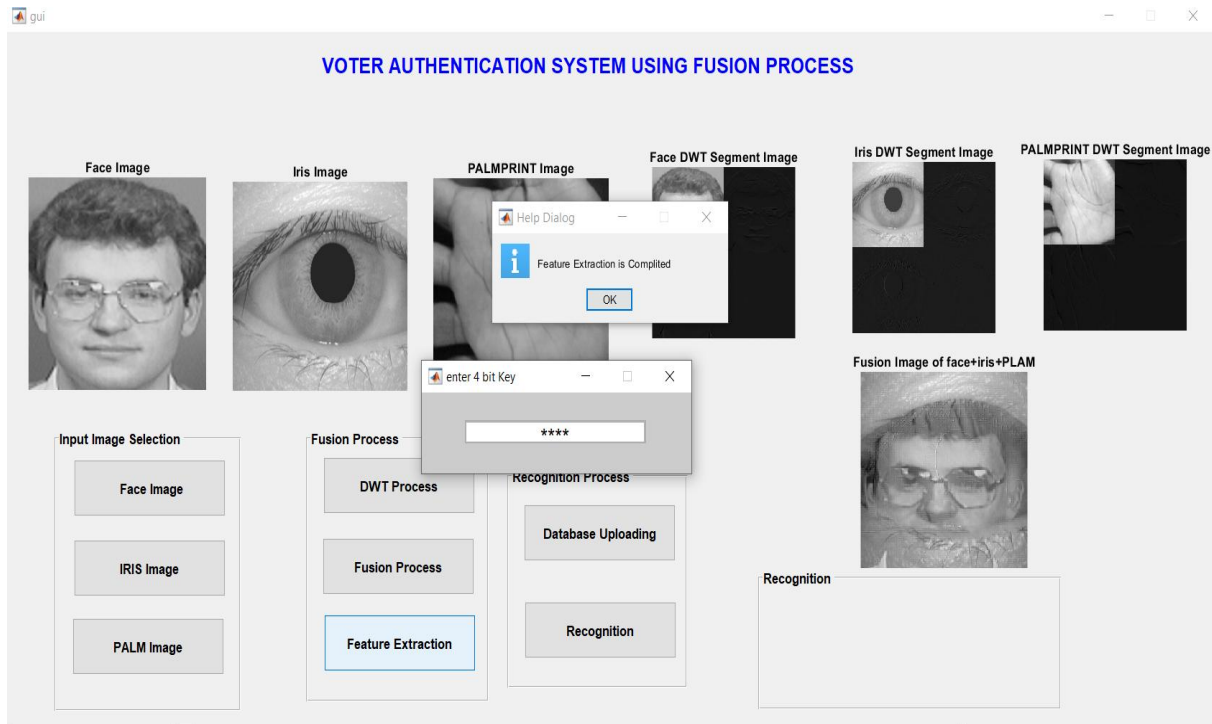 gui
VOTER AUTHENTICATION SYSTEM USING FUSION PROCESS
Face Image
Iris Image
PALMPRINT Image
Face DWT Segment Image
Iris DWT Segment Image
PALMPRINT DWT Segment Image
Help Dialog
Feature Extraction is Complited
OK
enter 4 bit Key
****
Fusion Image of face+iris+PLAM
Input Image Selection
Face Image
IRIS Image
PALM Image
Fusion Process
DWT Process
Fusion Process
Feature Extraction
Recognition Process
Database Uploading
Recognition
Recognition